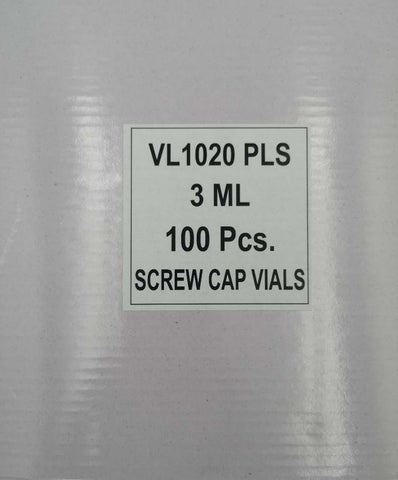 VL1020 PLS
3 ML
100 Pcs.
SCREW CAP VIALS